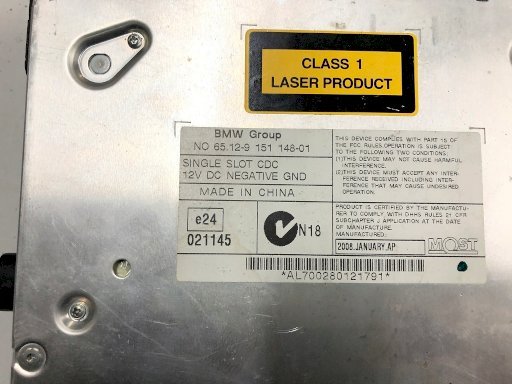 CLASS 1
LASER PRODUCT
BMW Group
NO 65.12-9 151 148-01
SINGLE SLOT CDC
12V DC NEGATIVE GND
MADE IN CHINA
e24
021145
N18
THIS DEVICE COMPLIES WITH PART 15 OF
THE FCC RULES.OPERATION IS SUBJECT
TO THE FOLLOWING TWO CONDITIONS.
(1)THIS DEVICE MAY NOT CAUSE HARMFUL
INTERFERENCE.
(2)THIS DEVICE MUST ACCEPT ANY INTER-
FERENCE RECEIVED INCLUDING INTER-
FERENCE THAT MAY CAUSE UNDESIRED
OPERATION.
PRODUCT IS CERTIFIED BY THE MANUFACTU-
RER TO COMPLY WITH DHHS RULES 21 CFR
SUBCHAPTER J APPLICATION AT THE DATE
OF MANUFACTURE.
MANUFACTURED:
2008.JANUARY.AP
MOST
*AL700280121791*